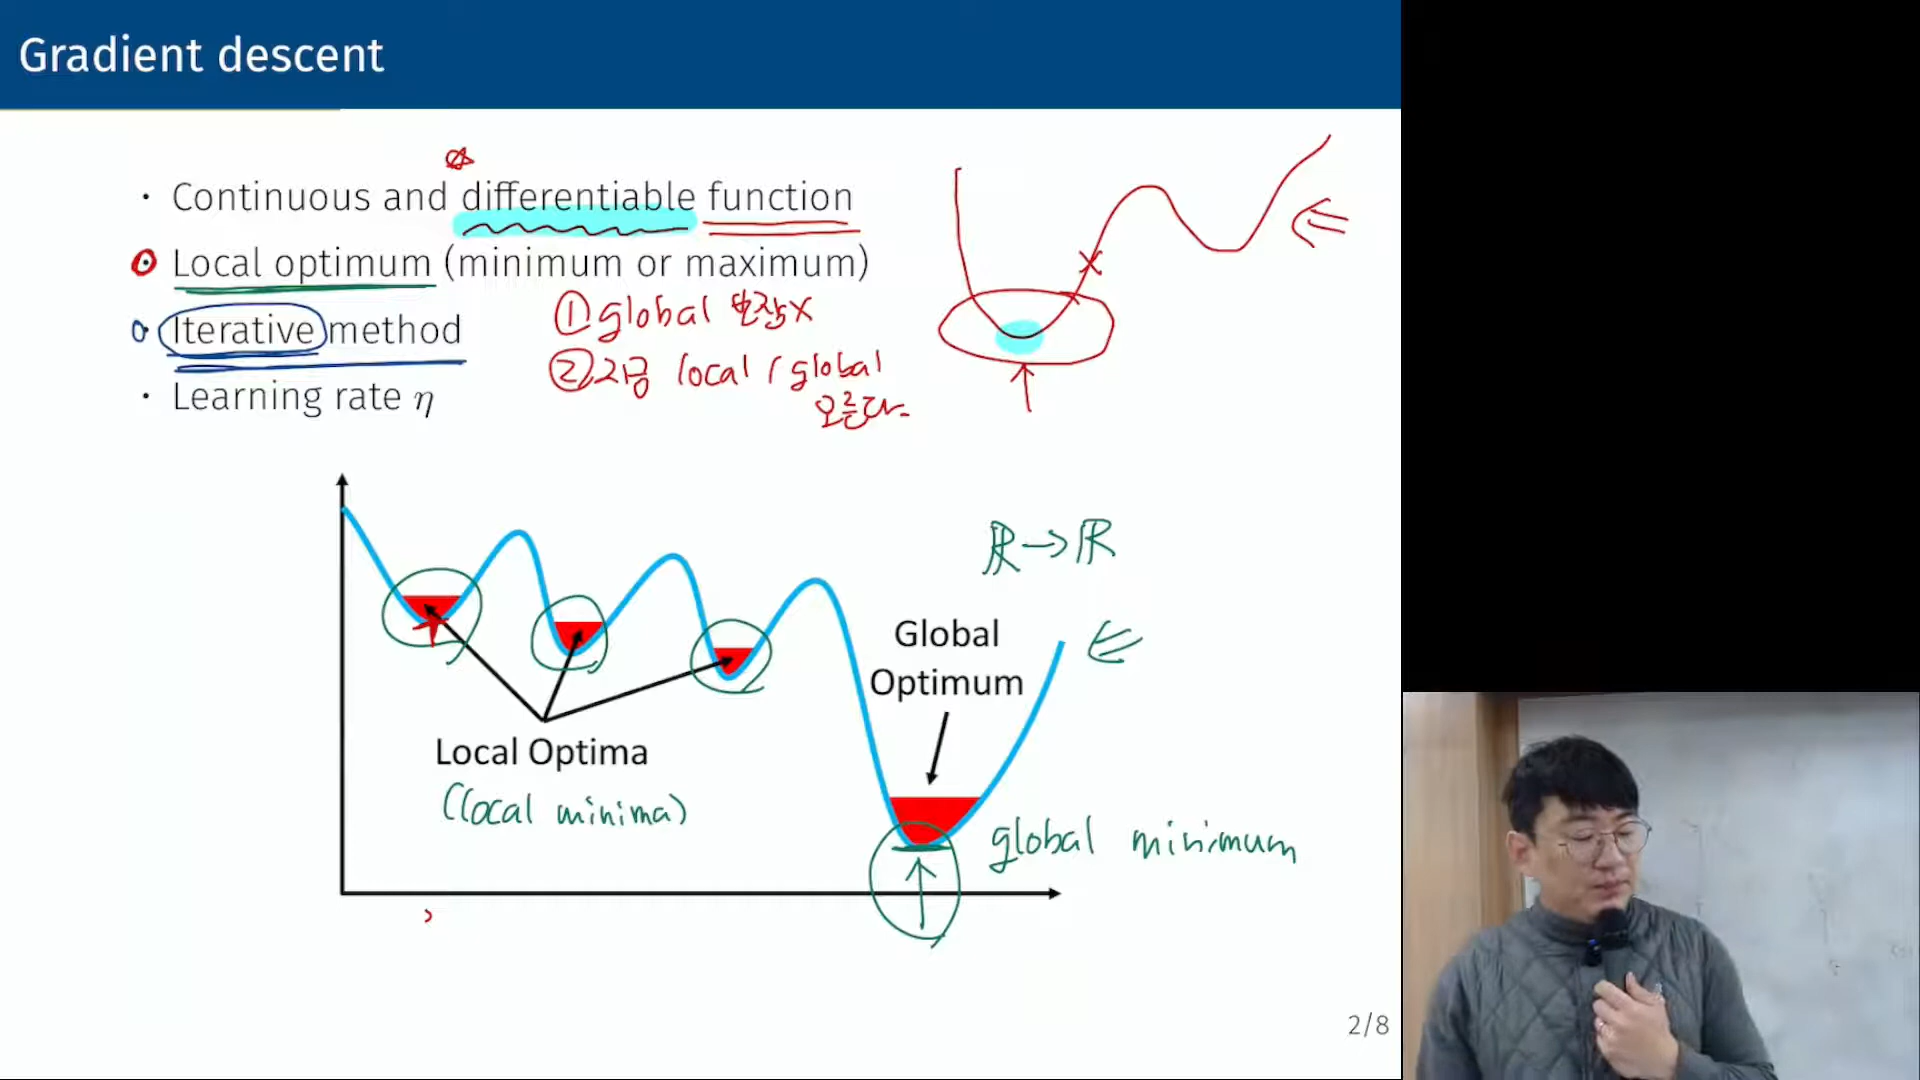 Gradient descent
· Continuous and differentiable function
· Local optimum (minimum or maximum)
· Iterative method
· Learning rate η
① global 보장x
② 지금 local / global
모른다.
ℝ → ℝ
Global
Optimum
Local Optima
(local minima)
global minimum
2/8